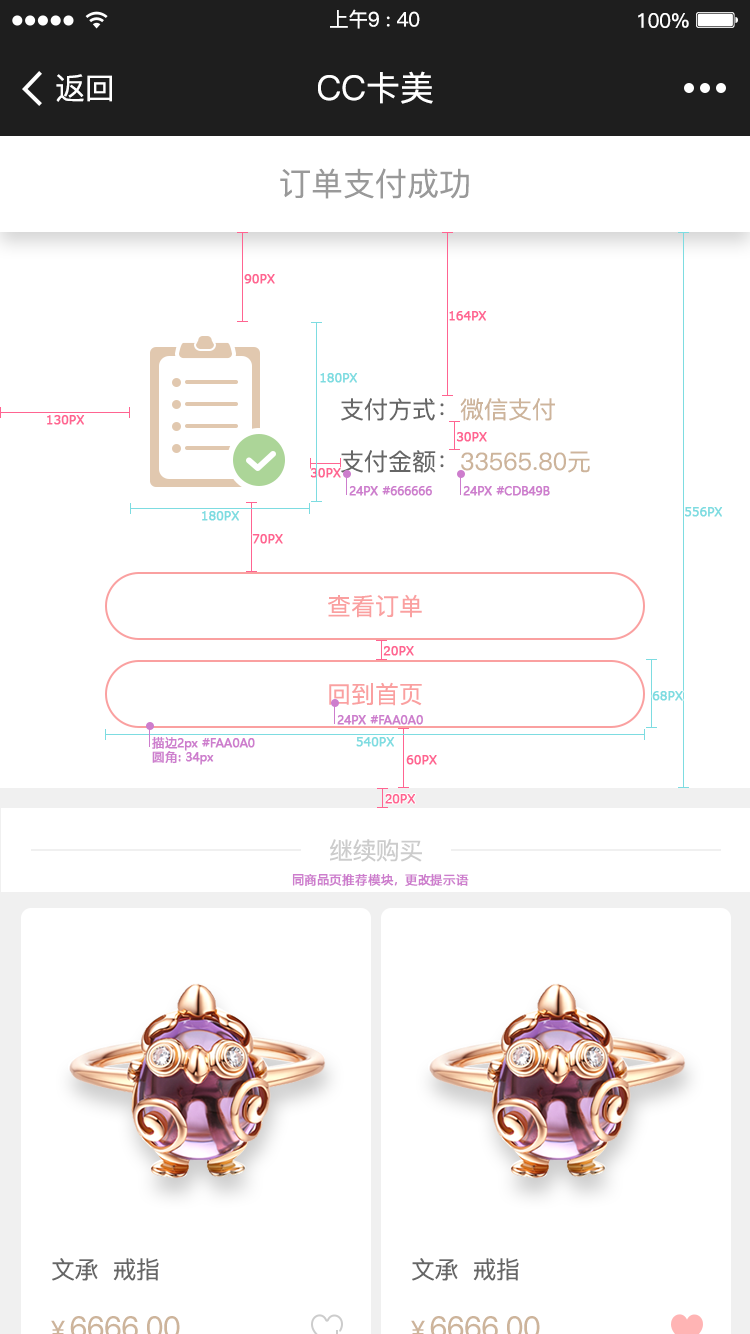 上午9 : 40
100%
返回
CC卡美
订单支付成功
90PX
164PX
180PX
130PX
支付方式：微信支付
30PX
支付金额：33565.80元
30PX
24PX #666666
24PX #CDB49B
180PX
556PX
70PX
查看订单
20PX
回到首页
68PX
24PX #FAA0A0
描边2px #FAA0A0
540PX
圆角: 34px
60PX
20PX
继续购买
同商品页推荐模块，更改提示语
文承 戒指
文承 戒指
¥6666.00
¥6666.00